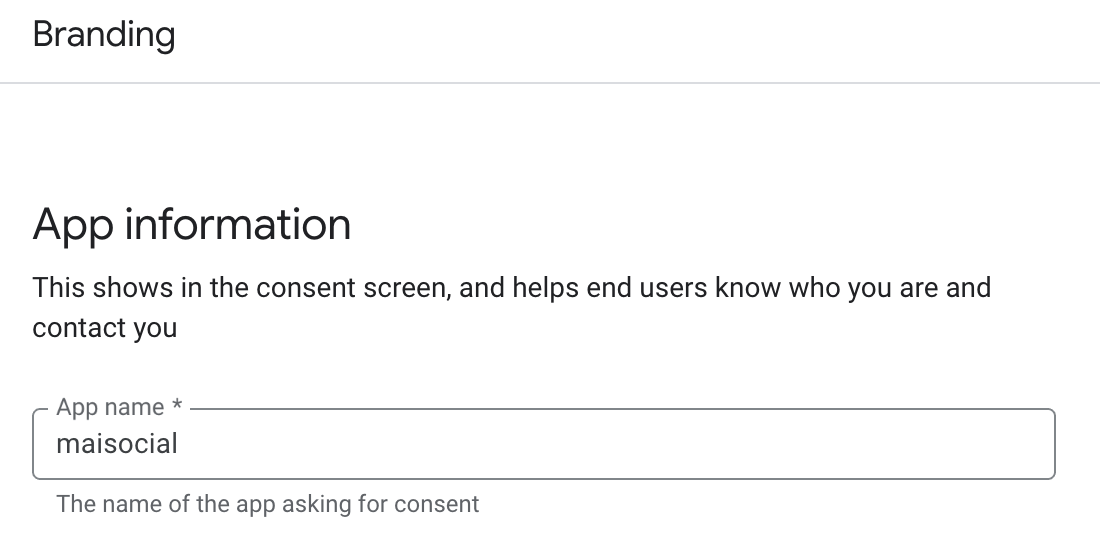 Branding
App information
This shows in the consent screen, and helps end users know who you are and
contact you
App name *
maisocial
The name of the app asking for consent